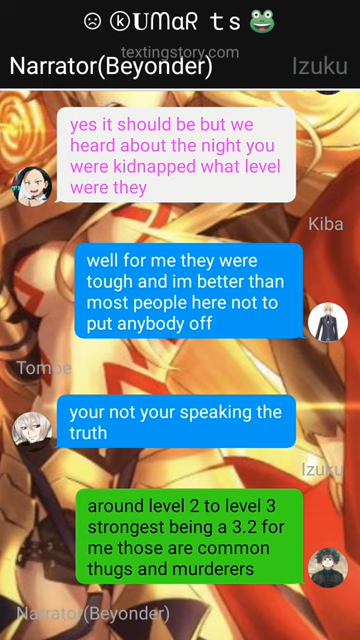 ☹ ⓀUMαR t s 🐸
textingstory.com
Narrator(Beyonder)
Izuku
yes it should be but we
heard about the night you
were kidnapped what level
were they
Kiba
well for me they were
tough and im better than
most people here not to
put anybody off
Tomoe
your not your speaking the
truth
Izuku
around level 2 to level 3
strongest being a 3.2 for
me those are common
thugs and murderers
Narrator(Beyonder)